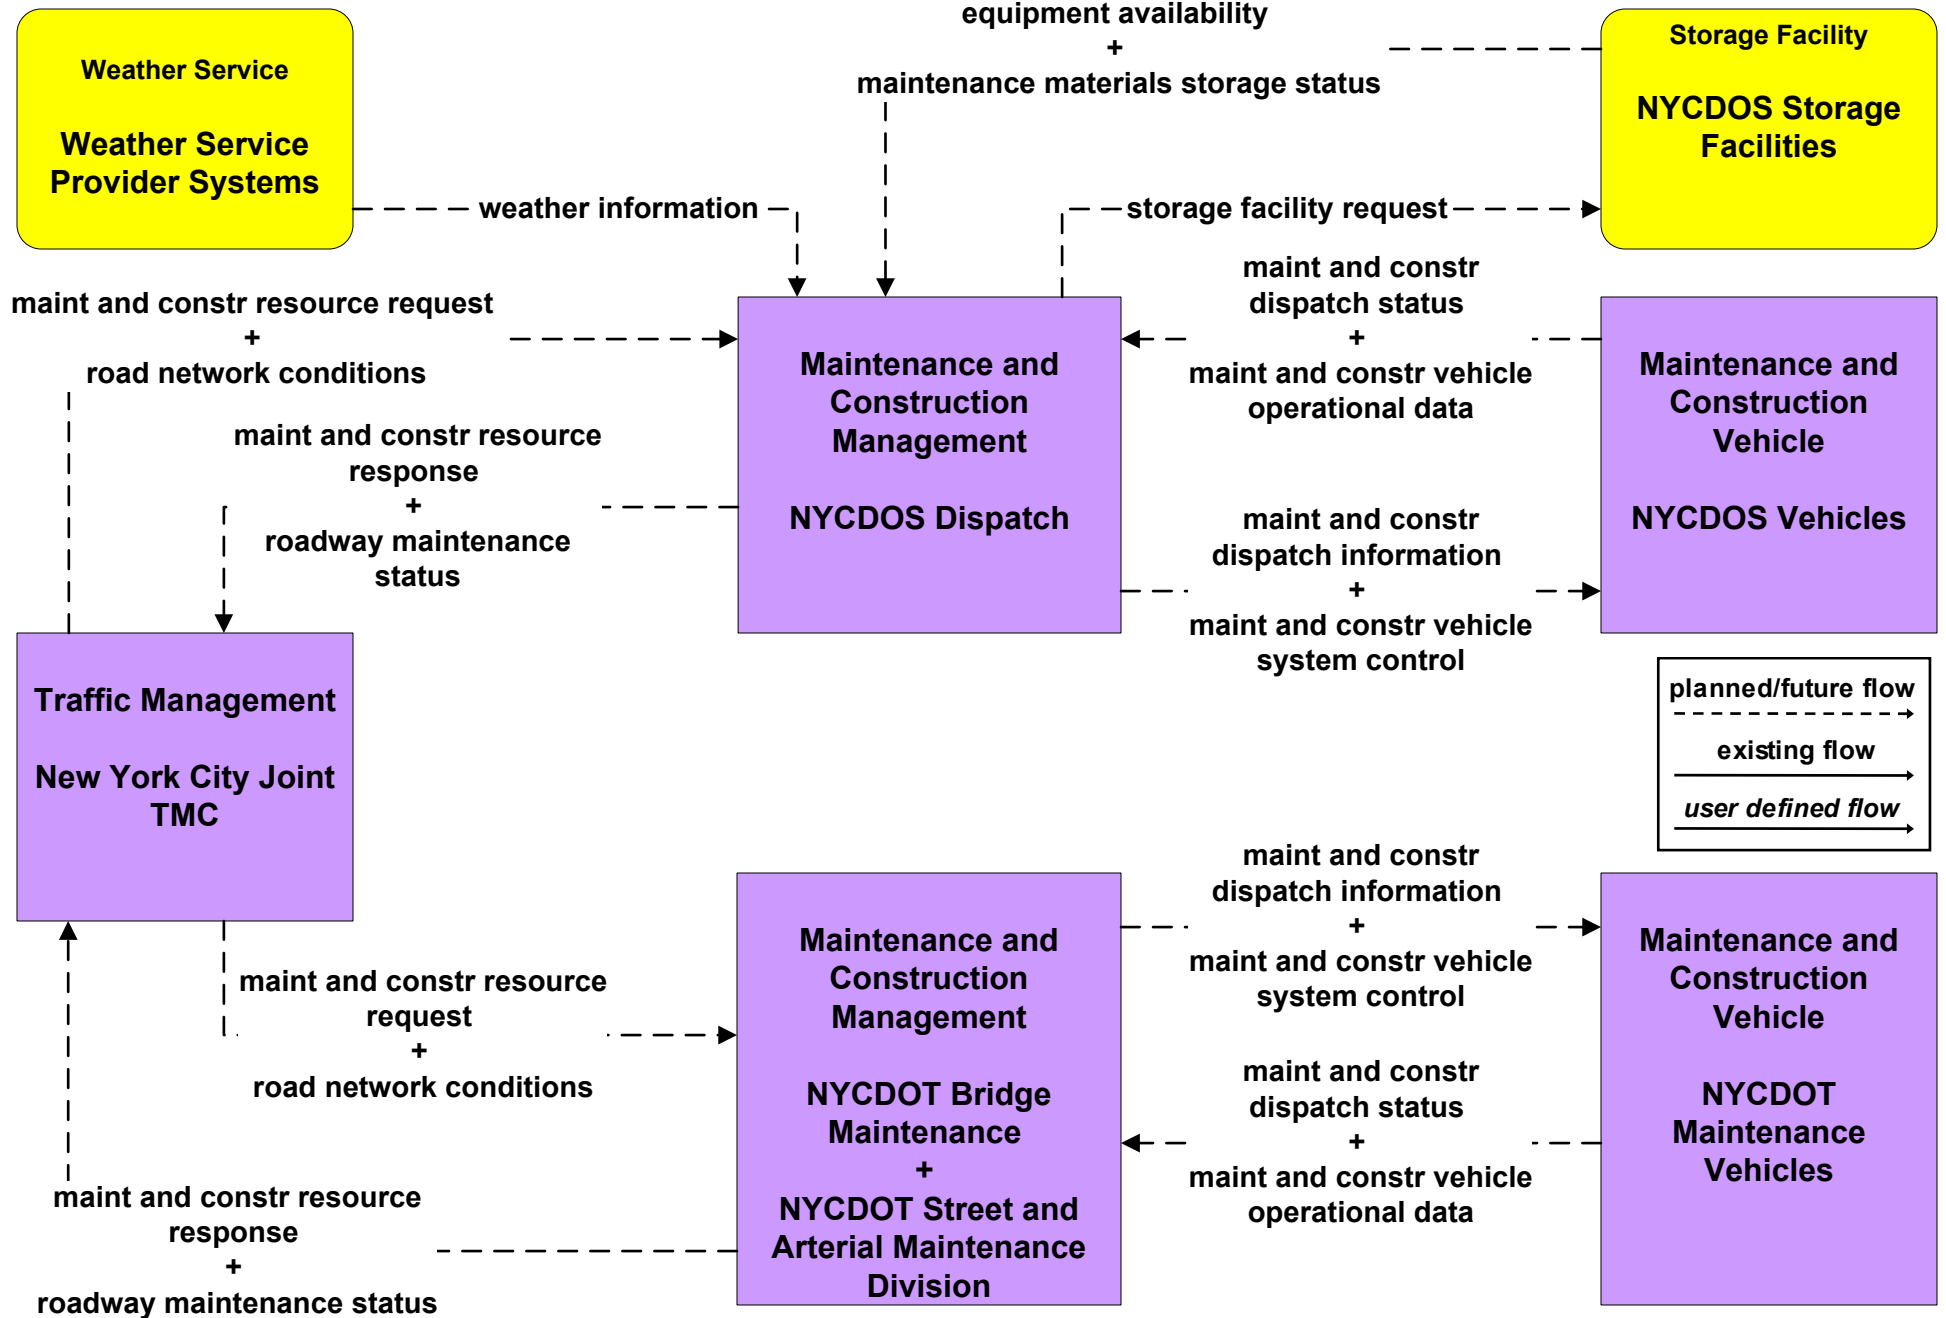 equipment availability
+
maintenance materials storage status
Weather Service
Weather Service
Provider Systems
Storage Facility
NYCDOS Storage
Facilities
weather information
storage facility request
maint and constr resource request
+
road network conditions
maint and constr
dispatch status
+
maint and constr vehicle
operational data
Maintenance and
Construction
Management
NYCDOS Dispatch
Maintenance and
Construction
Vehicle
NYCDOS Vehicles
maint and constr resource
response
+
roadway maintenance
status
maint and constr
dispatch information
+
maint and constr vehicle
system control
Traffic Management
New York City Joint
TMC
planned/future flow
existing flow
user defined flow
maint and constr
dispatch information
+
maint and constr vehicle
system control
Maintenance and
Construction
Management
NYCDOT Bridge
Maintenance
+
NYCDOT Street and
Arterial Maintenance
Division
Maintenance and
Construction
Vehicle
NYCDOT
Maintenance
Vehicles
maint and constr resource
request
+
road network conditions
maint and constr
dispatch status
+
maint and constr vehicle
operational data
maint and constr resource
response
+
roadway maintenance status